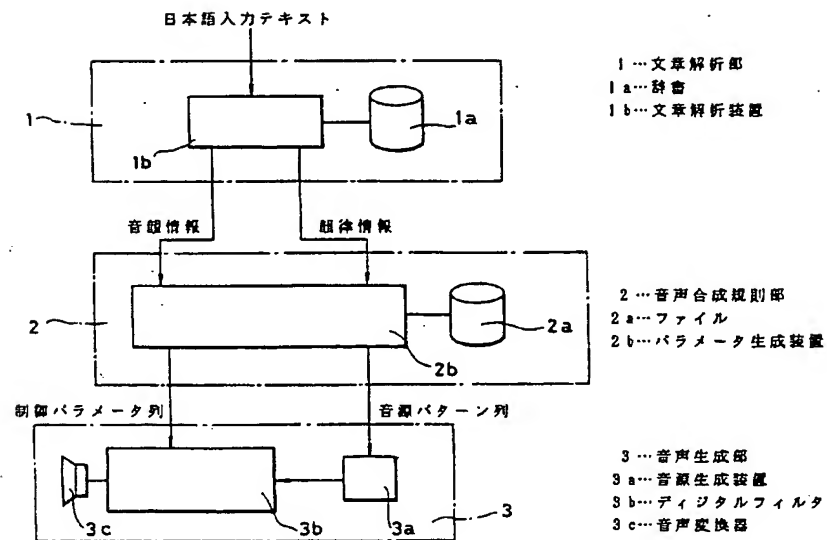 日本語入力テキスト
1…文章解析部
1a…辞書
1b…文章解析装置
1
1a
1b
音韻情報
韻律情報
2…音声合成規則部
2a…ファイル
2b…パラメータ生成装置
2
2a
2b
制御パラメータ列
音源パターン列
3…音声生成部
3a…音源生成装置
3b…ディジタルフィルタ
3c…音声変換器
3c
3b
3a
3